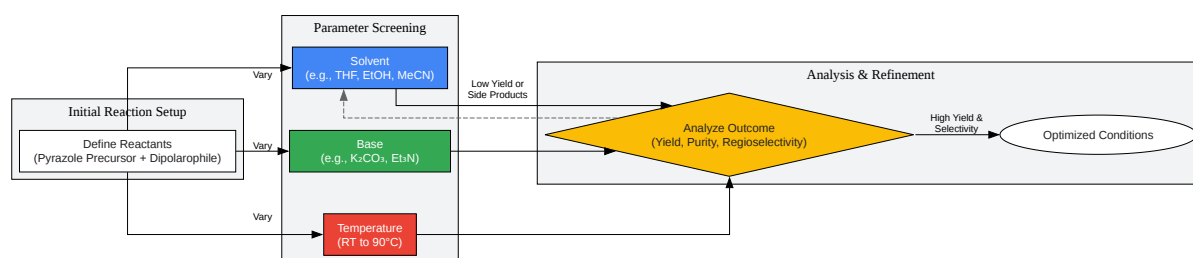 Initial Reaction Setup
Define Reactants
(Pyrazole Precursor + Dipolarophile)
Vary
Vary
Vary
Parameter Screening
Solvent
(e.g., THF, EtOH, MeCN)
Base
(e.g., K₂CO₃, Et₃N)
Temperature
(RT to 90°C)
Low Yield or
Side Products
Analysis & Refinement
Analyze Outcome
(Yield, Purity, Regioselectivity)
High Yield &
Selectivity
Optimized Conditions